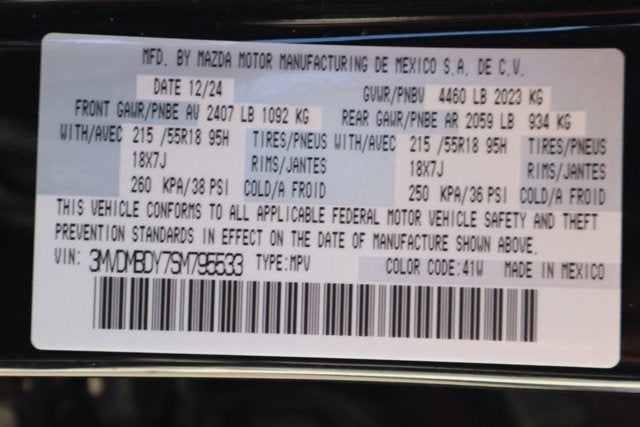 MFD. BY MAZDA MOTOR MANUFACTURING DE MEXICO S.A. DE C.V.
DATE 12/24 GVWR/PNBV 4460 LB 2023 KG
FRONT GAWR/PNBE AV 2407 LB 1092 KG REAR GAWR/PNBE AR 2059 LB 934 KG
WITH/AVEC 215 /55R18 95H TIRES/PNEUS WITH/AVEC 215 /55R18 95H TIRES/PNEUS
18X7J RIMS/JANTES 18X7J RIMS/JANTES
260 KPA/38 PSI COLD/A FROID 250 KPA/36 PSI COLD/A FROID
THIS VEHICLE CONFORMS TO ALL APPLICABLE FEDERAL MOTOR VEHICLE SAFETY AND THEFT
PREVENTION STANDARDS IN EFFECT ON THE DATE OF MANUFACTURE SHOWN ABOVE.
VIN: 3MVDMBDY7SM795533 TYPE:MPV COLOR CODE:41W MADE IN MEXICO